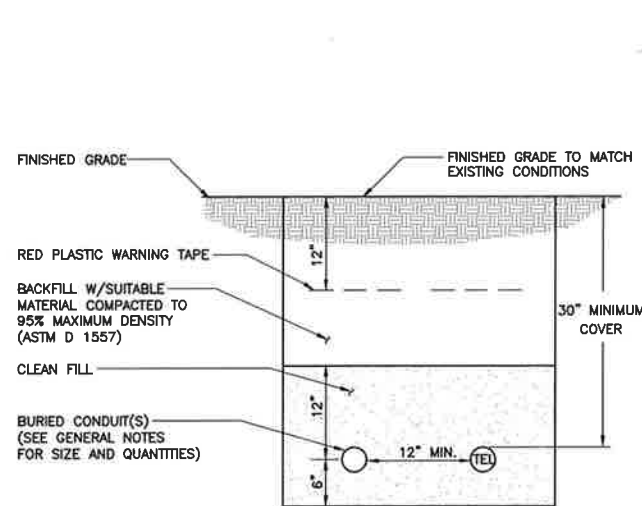 FINISHED GRADE
FINISHED GRADE TO MATCH
EXISTING CONDITIONS
12"
RED PLASTIC WARNING TAPE
BACKFILL W/SUITABLE
MATERIAL COMPACTED TO
95% MAXIMUM DENSITY
(ASTM D 1557)
30" MINIMUM
COVER
CLEAN FILL
12"
BURIED CONDUIT(S)
(SEE GENERAL NOTES
FOR SIZE AND QUANTITIES)
12" MIN.
TEL
6"